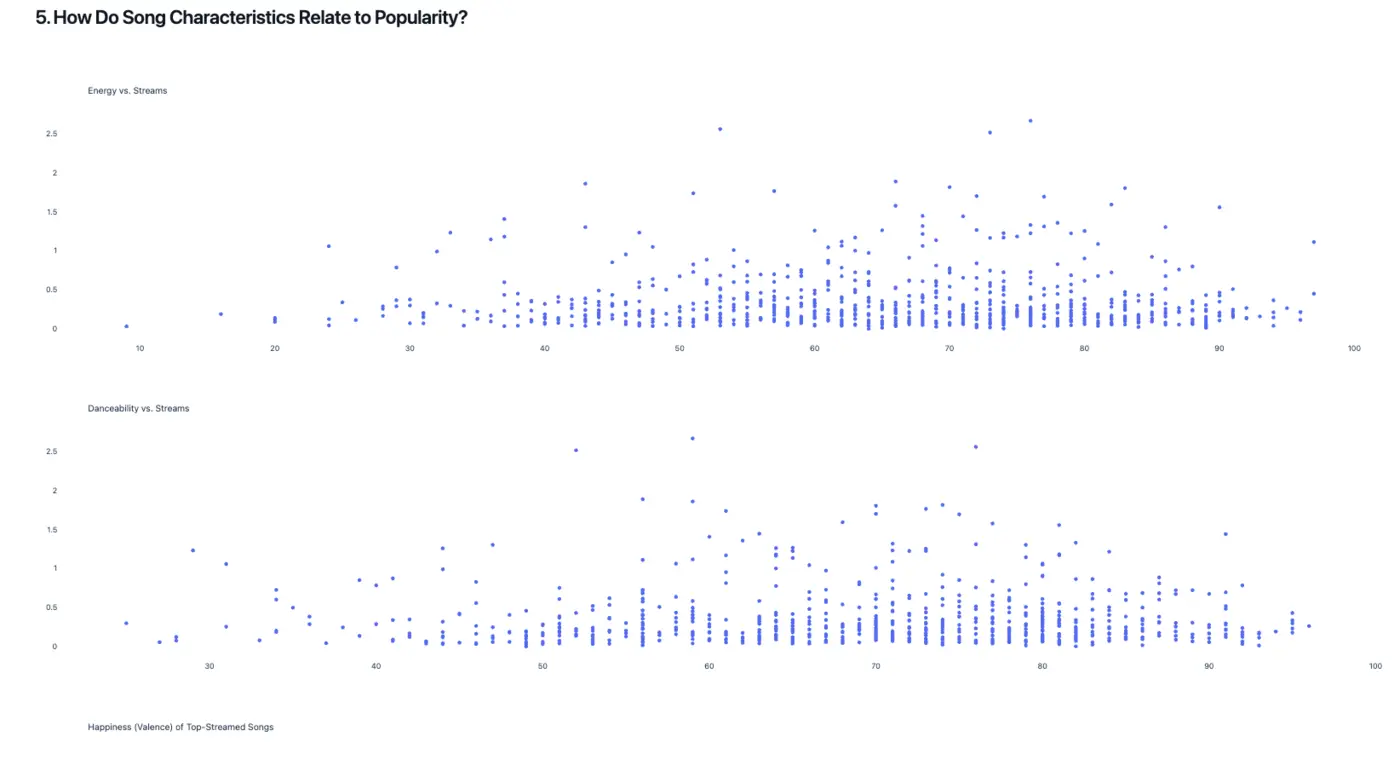 5. How Do Song Characteristics Relate to Popularity?
Energy vs. Streams
2.5
2
1.5
1
0.5
0
10 20 30 40 50 60 70 80 90 100
Danceability vs. Streams
2.5
2
1.5
1
0.5
0
30 40 50 60 70 80 90 100
Happiness (Valence) of Top-Streamed Songs